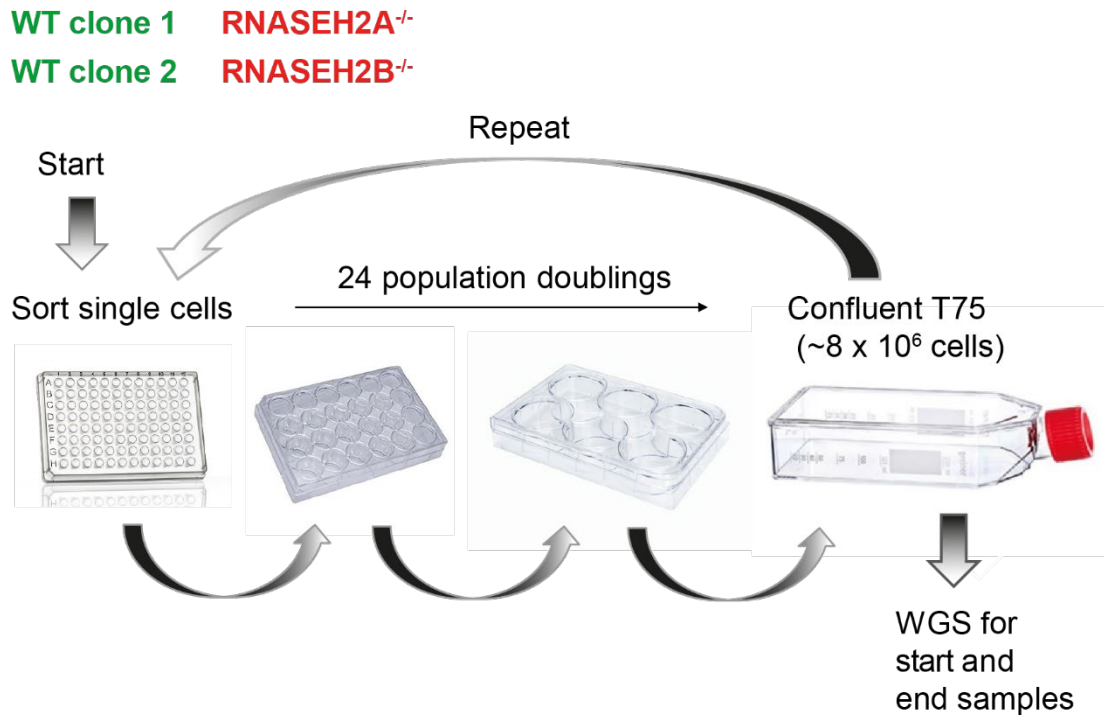 WT clone 1 RNASEH2A-/-
WT clone 2 RNASEH2B-/-
Repeat
Start
24 population doublings
Sort single cells
Confluent T75
(~8 x 10⁶ cells)
A
B
C
D
E
F
G
H
WGS for
start and
end samples